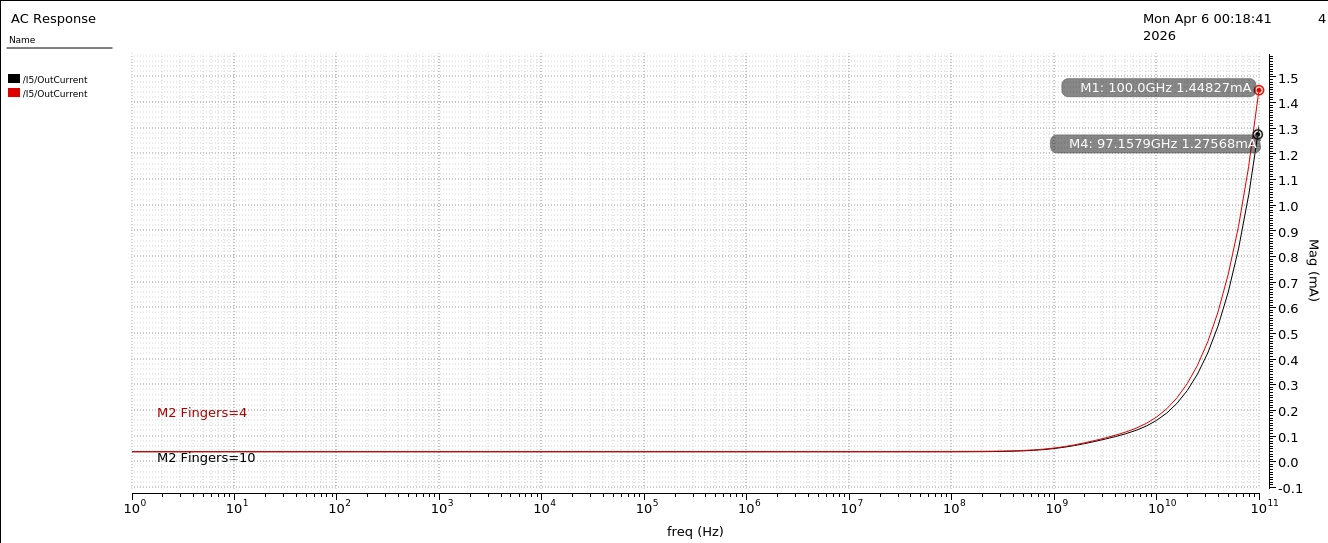 AC Response
Mon Apr 6 00:18:41 4
2026
Name
/I5/OutCurrent
/I5/OutCurrent
M1: 100.0GHz 1.44827mA
M4: 97.1579GHz 1.27568mA
1.5
1.4
1.3
1.2
1.1
1.0
0.9
0.8
0.7
0.6
0.5
0.4
0.3
0.2
0.1
0.0
-0.1
Mag (mA)
M2 Fingers=4
M2 Fingers=10
10⁰ 10¹ 10² 10³ 10⁴ 10⁵ 10⁶ 10⁷ 10⁸ 10⁹ 10¹⁰ 10¹¹
freq (Hz)